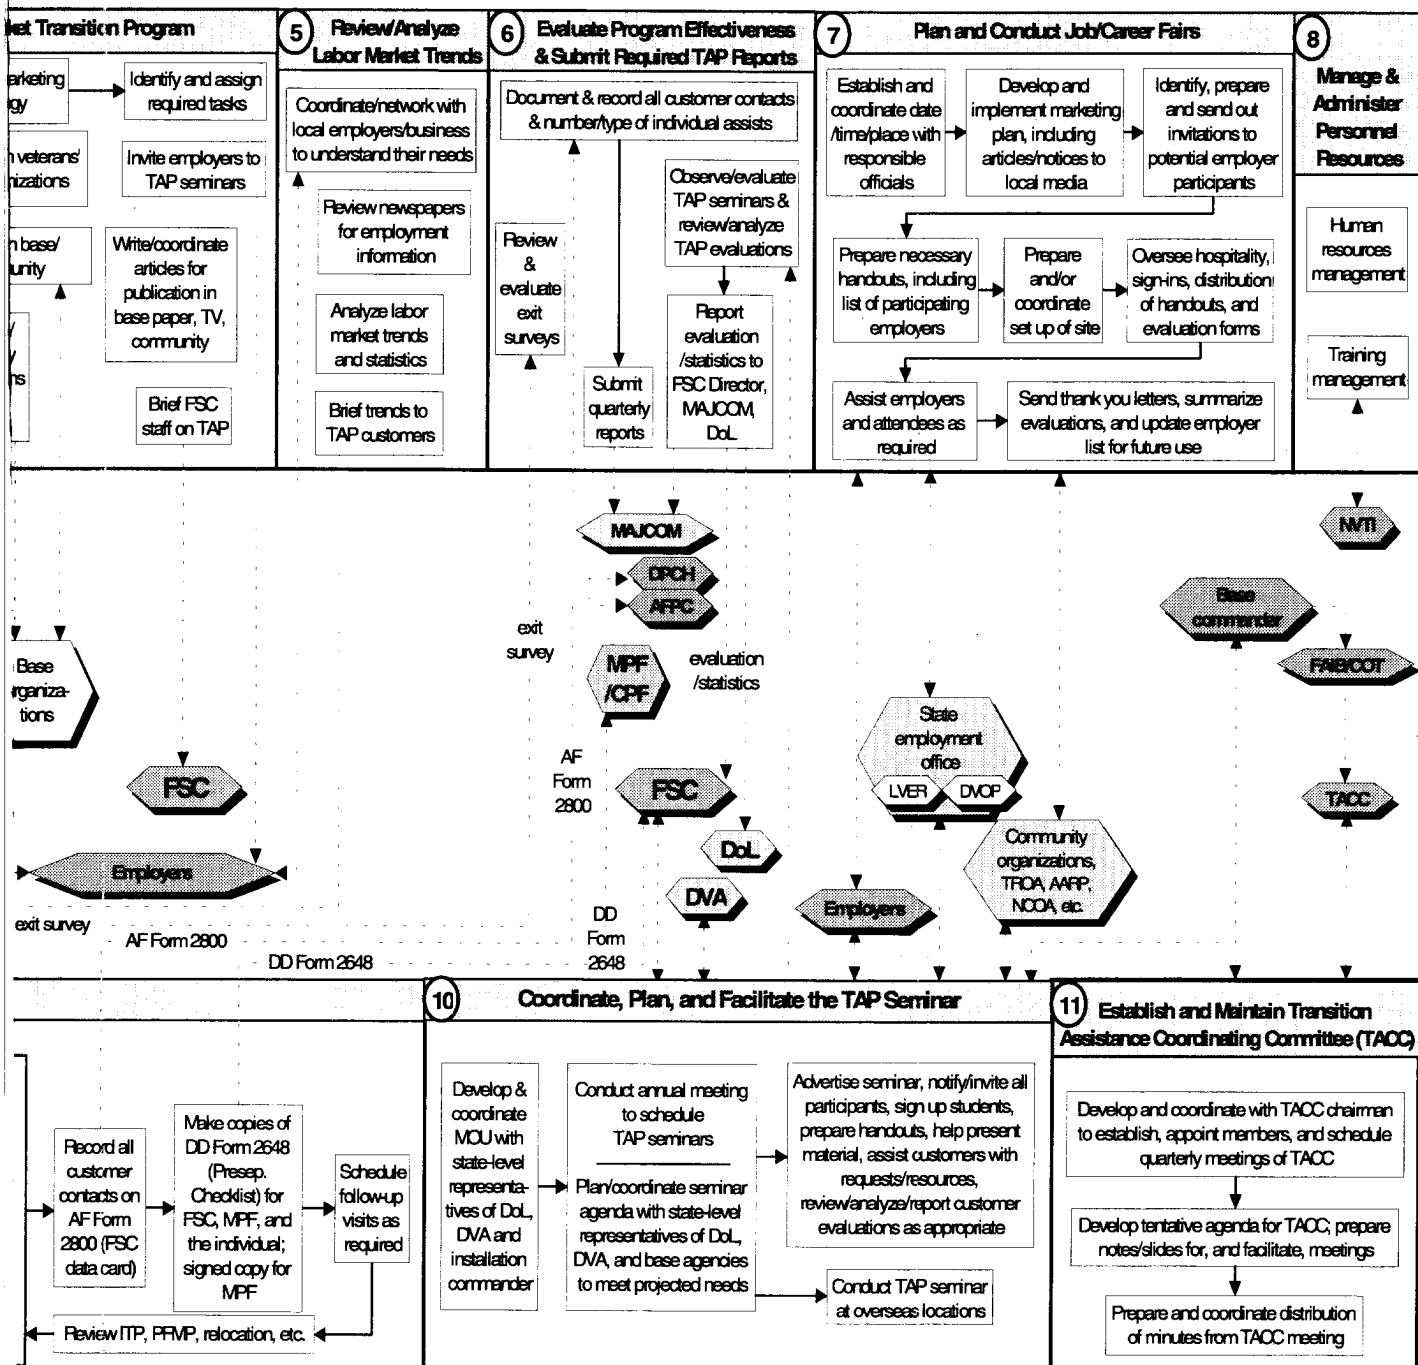 ket Transition Program
arketing
gy
Identify and assign
required tasks
n veterans'
nizations
Invite employers to
TAP seminars
n base/
unity
Write/coordinate
articles for
publication in
base paper, TV,
community
ns
Brief FSC
staff on TAP
5
Review/Analyze
Labor Market Trends
Coordinate/network with
local employers/business
to understand their needs
Review newspapers
for employment
information
Analyze labor
market trends
and statistics
Brief trends to
TAP customers
6
Evaluate Program Effectiveness
& Submit Required TAP Reports
Document & record all customer contacts
& number/type of individual assists
Review
&
evaluate
exit
surveys
Observe/evaluate
TAP seminars &
review/analyze
TAP evaluations
Submit
quarterly
reports
Report
evaluation
/statistics to
FSC Director,
MAJCOM,
DoL
7
Plan and Conduct Job/Career Fairs
Establish and
coordinate date
/time/place with
responsible
officials
Develop and
implement marketing
plan, including
articles/notices to
local media
Identify, prepare
and send out
invitations to
potential employer
participants
Prepare necessary
handouts, including
list of participating
employers
Prepare
and/or
coordinate
set up of site
Oversee hospitality,
sign-ins, distribution
of handouts, and
evaluation forms
Assist employers
and attendees as
required
Send thank you letters, summarize
evaluations, and update employer
list for future use
8
Manage &
Administer
Personnel
Resources
Human
resources
management
Training
management
MAJCOM
DPCH
AFPC
MPF
/CPF
exit
survey
evaluation
/statistics
AF
Form
2800
FSC
DoL
DVA
DD
Form
2648
Base
organiza-
tions
FSC
Employers
exit survey
AF Form 2800
DD Form 2648
State
employment
office
LVER
DVOP
Community
organizations,
TROA, AARP,
NCOA, etc.
Employers
NVTI
Base
commander
FAIB/COT
TACC
Record all
customer
contacts on
AF Form
2800 (FSC
data card)
Make copies of
DD Form 2648
(Presep.
Checklist) for
FSC, MPF, and
the individual;
signed copy for
MPF
Schedule
follow-up
visits as
required
Review ITP, PFMP, relocation, etc.
10
Coordinate, Plan, and Facilitate the TAP Seminar
Develop &
coordinate
MOU with
state-level
representa-
tives of DoL,
DVA and
installation
commander
Conduct annual meeting
to schedule
TAP seminars
Plan/coordinate seminar
agenda with state-level
representatives of DoL,
DVA, and base agencies
to meet projected needs
Advertise seminar, notify/invite all
participants, sign up students,
prepare handouts, help present
material, assist customers with
requests/resources,
review/analyze/report customer
evaluations as appropriate
Conduct TAP seminar
at overseas locations
11
Establish and Maintain Transition
Assistance Coordinating Committee (TACC)
Develop and coordinate with TACC chairman
to establish, appoint members, and schedule
quarterly meetings of TACC
Develop tentative agenda for TACC; prepare
notes/slides for, and facilitate, meetings
Prepare and coordinate distribution
of minutes from TACC meeting